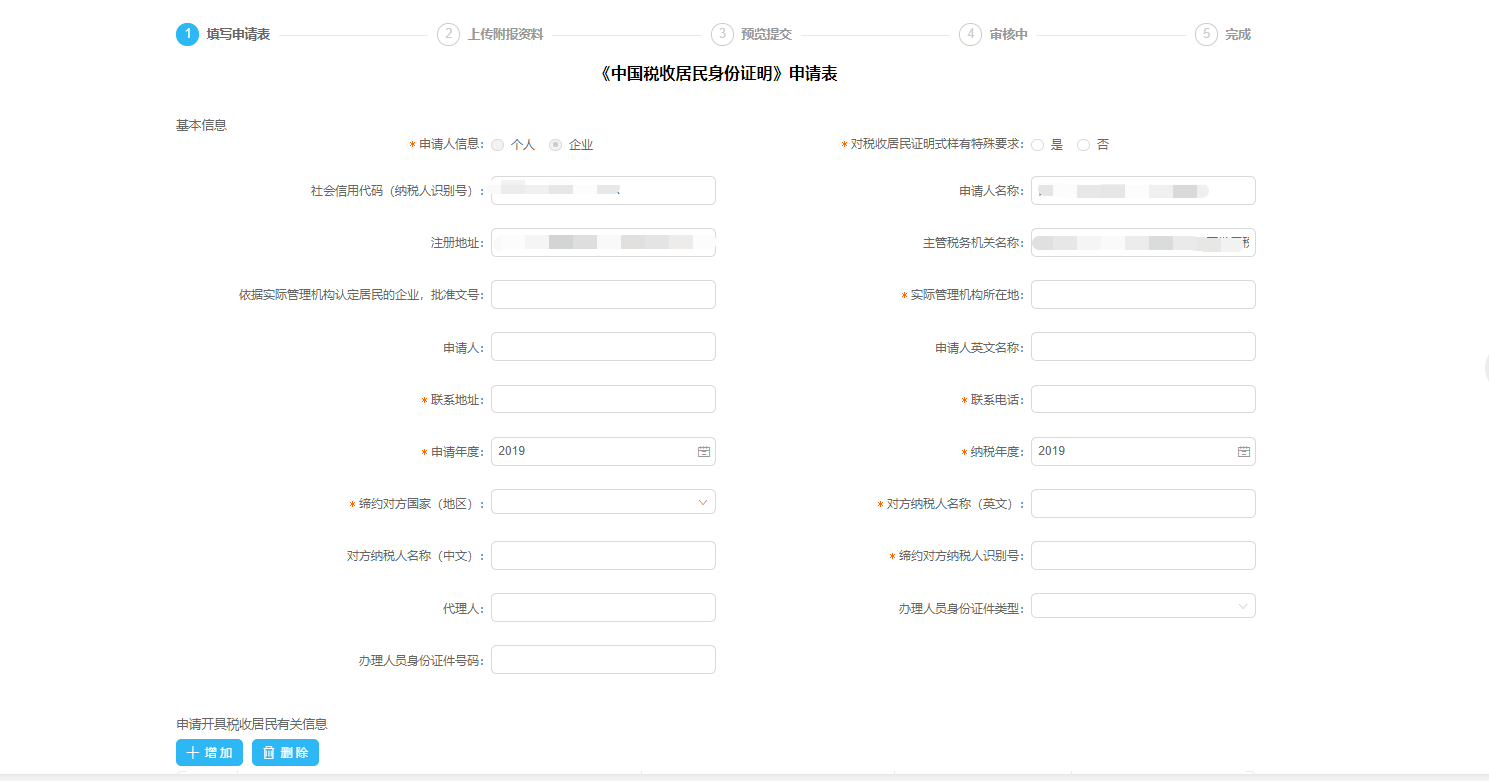 1 填写申请表 2 上传附报资料 3 预览提交 4 审核中 5 完成
《中国税收居民身份证明》申请表
基本信息
* 申请人信息: 个人 企业 * 对税收居民证明式样有特殊要求: 是 否
社会信用代码（纳税人识别号）: 申请人名称:
注册地址: 主管税务机关名称:
依据实际管理机构认定居民的企业，批准文号: * 实际管理机构所在地:
申请人: 申请人英文名称:
* 联系地址: * 联系电话:
* 申请年度: 2019 * 纳税年度: 2019
* 缔约对方国家（地区）: * 对方纳税人名称（英文）:
对方纳税人名称（中文）: * 缔约对方纳税人识别号:
代理人: 办理人员身份证件类型:
办理人员身份证件号码:
申请开具税收居民有关信息
增加 删除